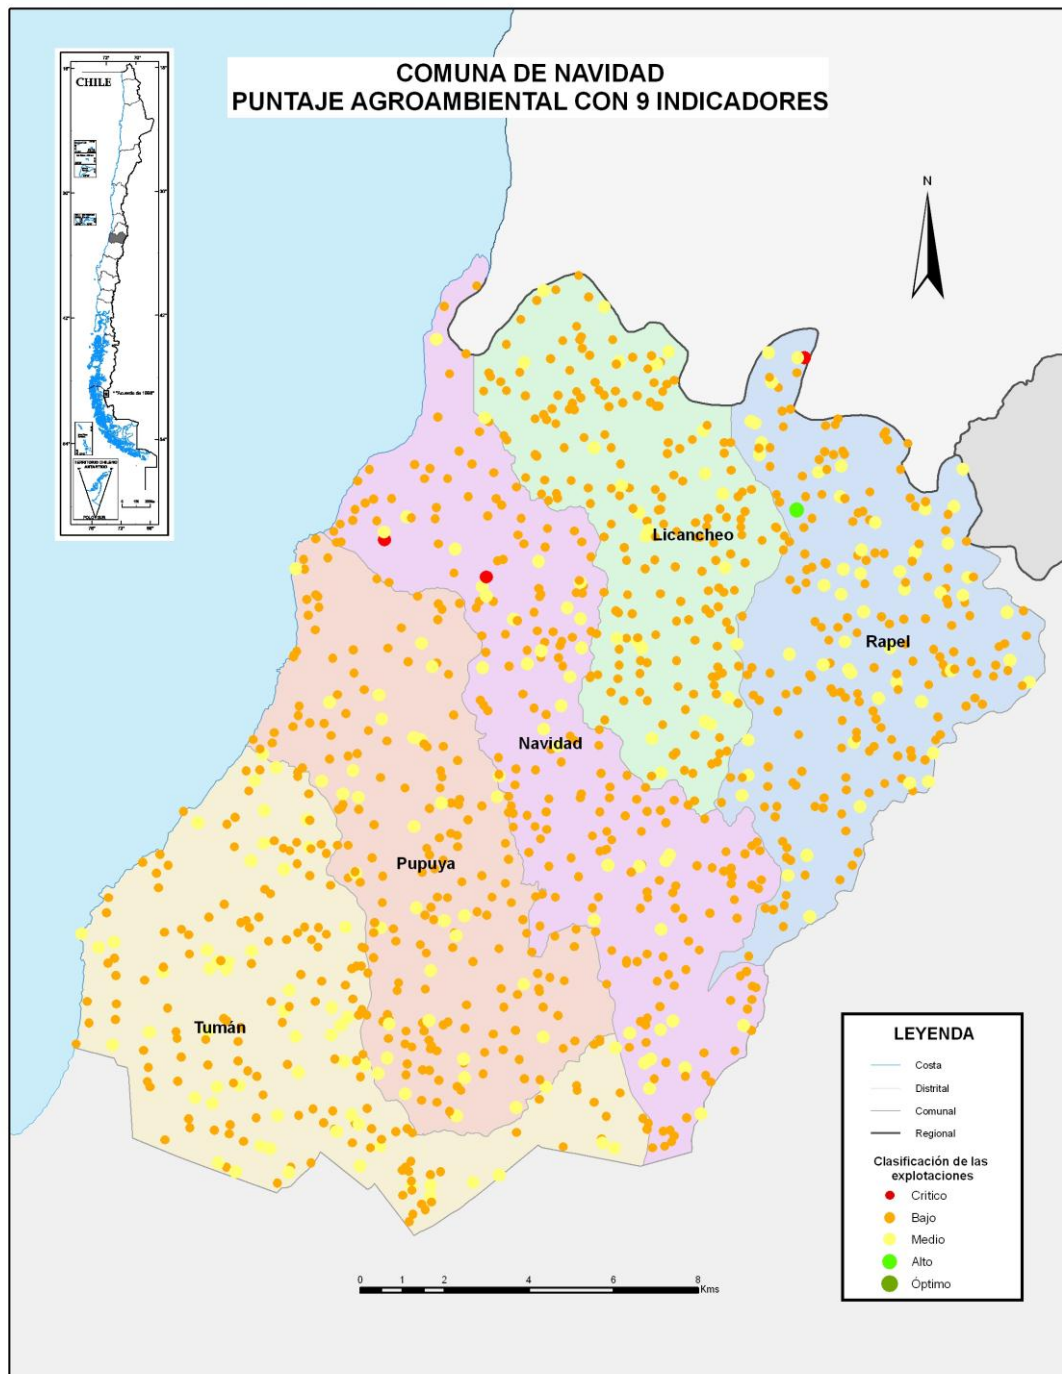 COMUNA DE NAVIDAD
PUNTAJE AGROAMBIENTAL CON 9 INDICADORES
CHILE
N
Licancheo
Rapel
Navidad
Pupuya
Tumán
LEYENDA
Costa
Distrital
Comunal
Regional
Clasificación de las
explotaciones
Critico
Bajo
Medio
Alto
Óptimo
0 1 2 4 6 8
Kms